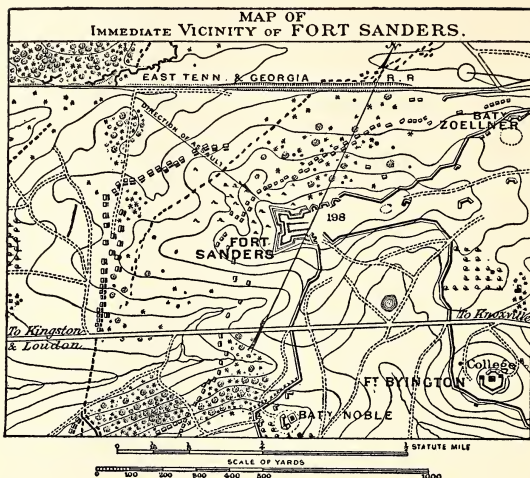 MAP OF
IMMEDIATE VICINITY OF FORT SANDERS.
N
EAST TENN. & GEORGIA R. R
BATY
ZOELLNER
DIRECTION OF ASSAULT
198
FORT
SANDERS
To Kingston
& Loudon.
To Knoxville
College
FT BYINGTON
BATY NOBLE
STATUTE MILE
SCALE OF YARDS
0 100 200 300 400 500 1000